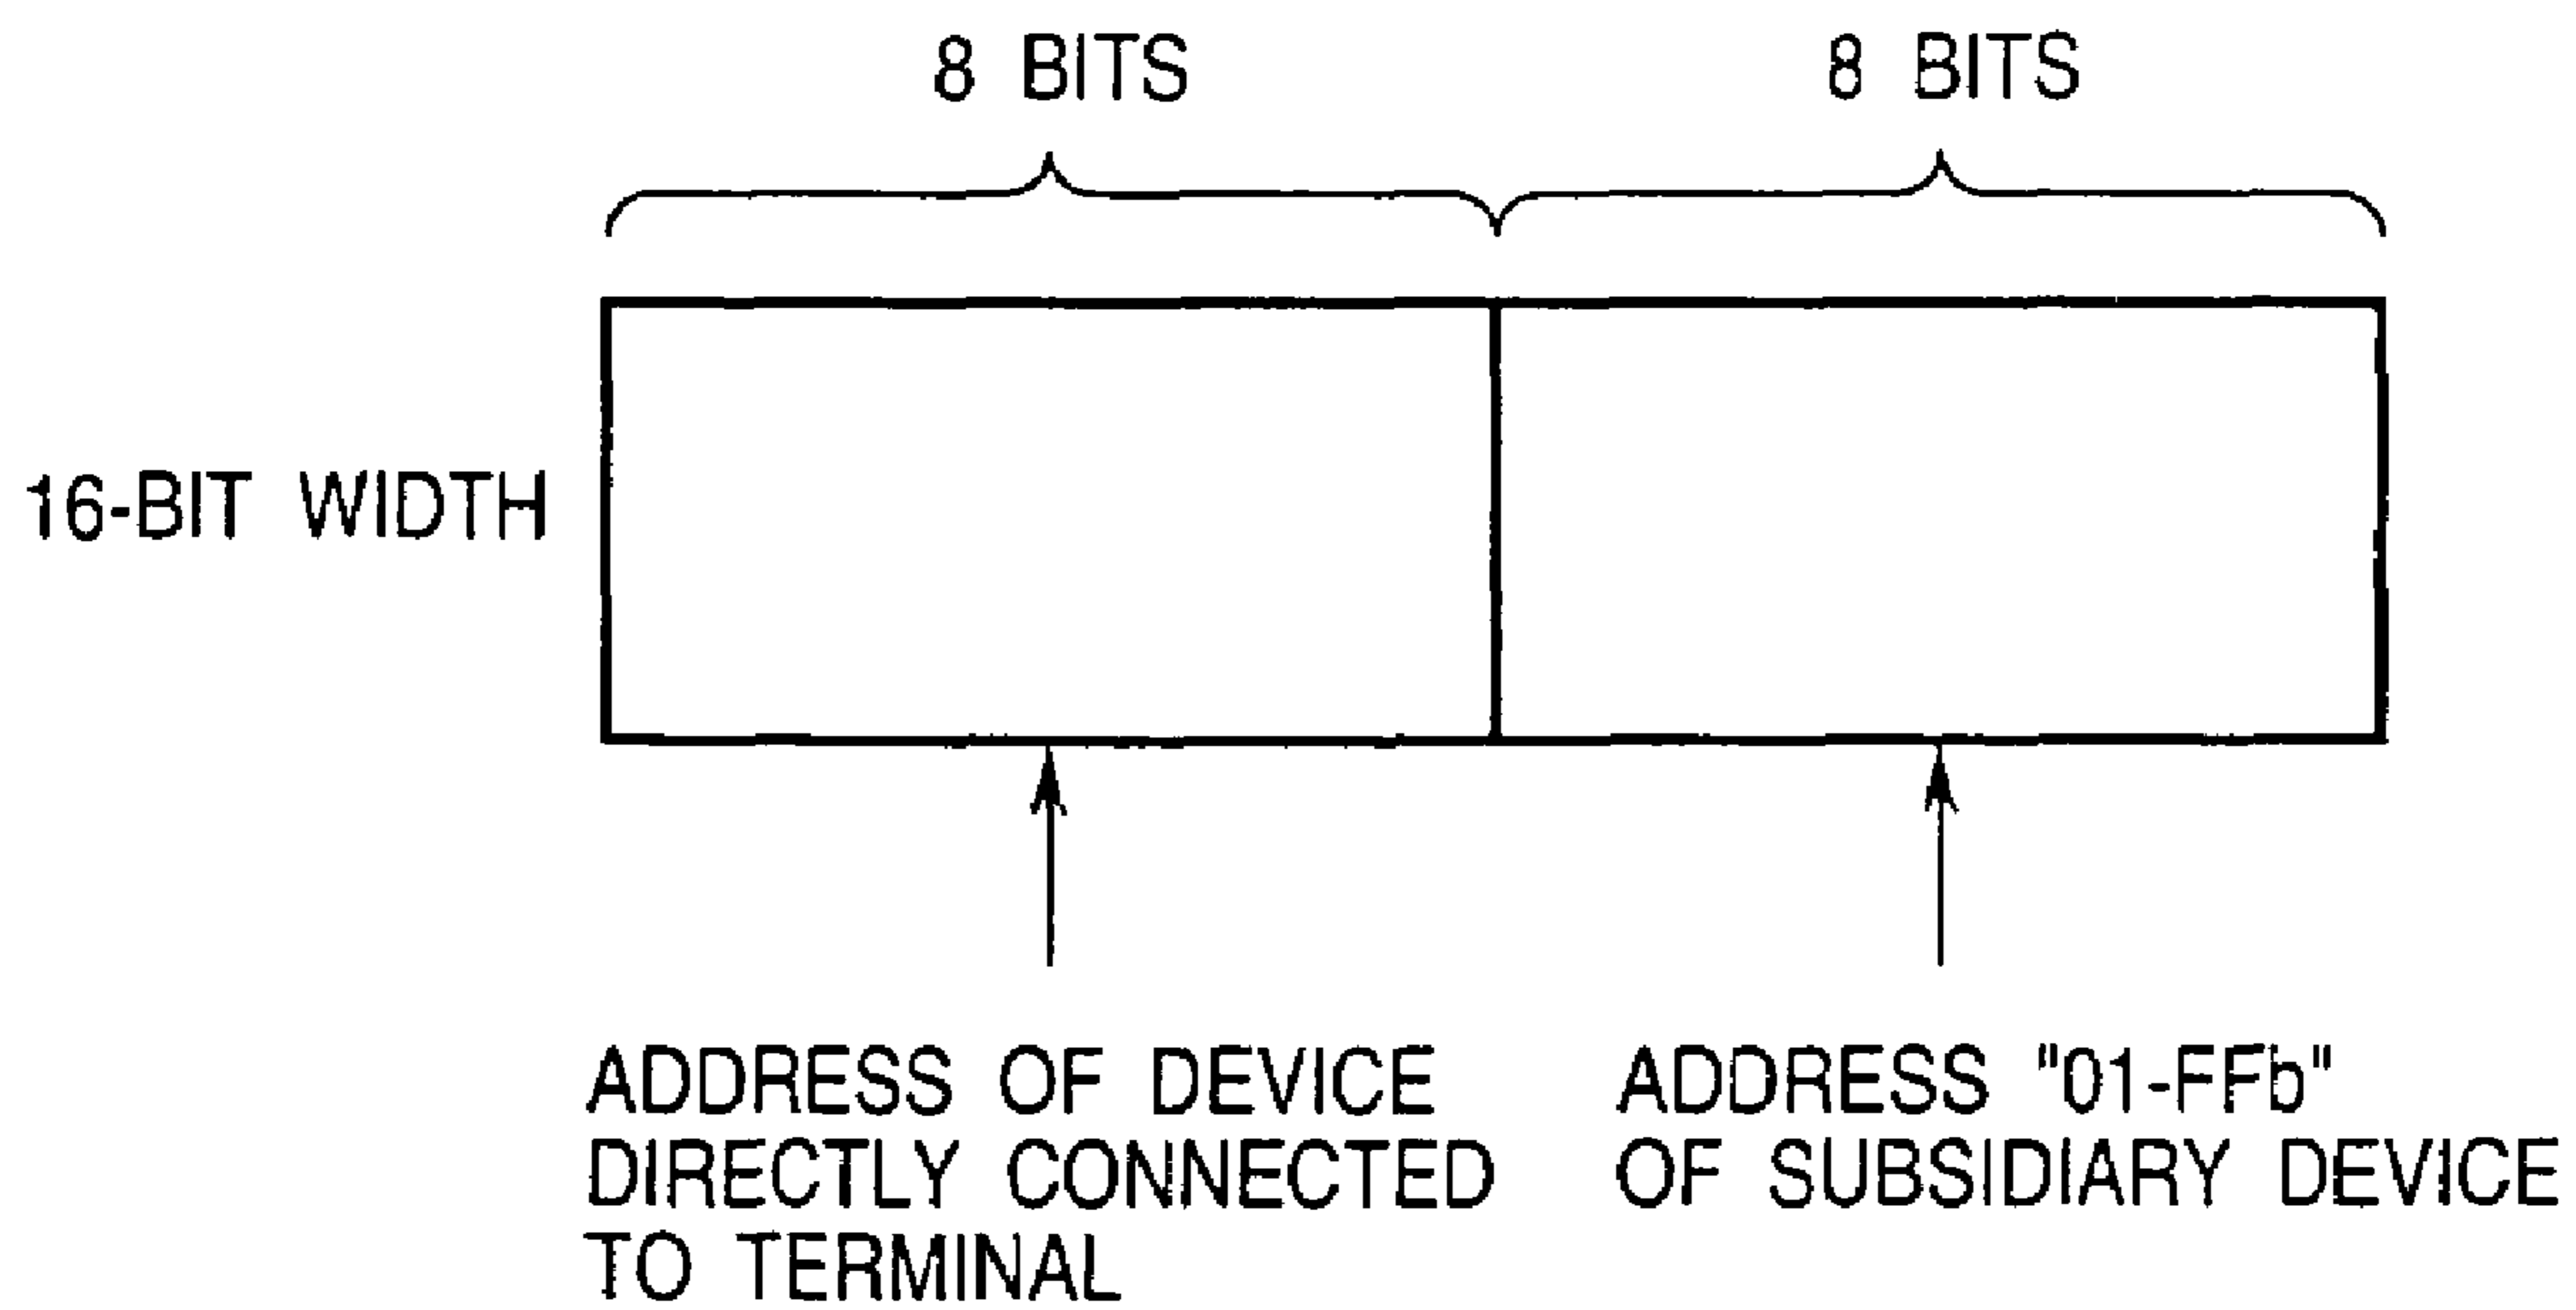 8 BITS
8 BITS
16-BIT WIDTH
ADDRESS OF DEVICE
DIRECTLY CONNECTED
TO TERMINAL
ADDRESS "01-FFb"
OF SUBSIDIARY DEVICE